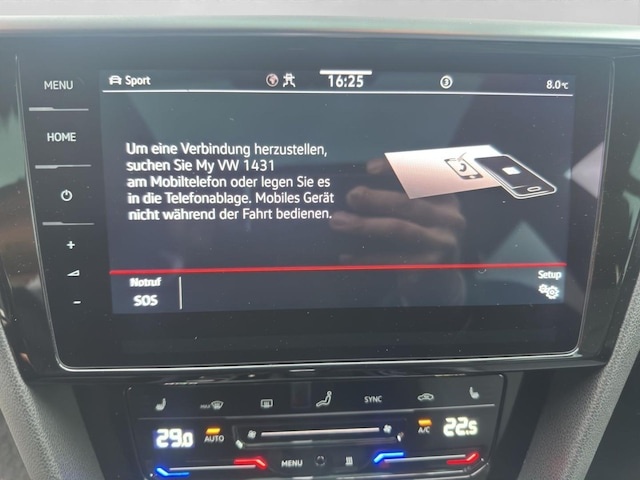 MENU
Sport
16:25
3
8.0°C
HOME
Um eine Verbindung herzustellen,
suchen Sie My VW 1431
am Mobiltelefon oder legen Sie es
in die Telefonablage. Mobiles Gerät
nicht während der Fahrt bedienen.
+
-
Notruf
SOS
Setup
MAX
SYNC
29.0
AUTO
A/C
22.5
MENU